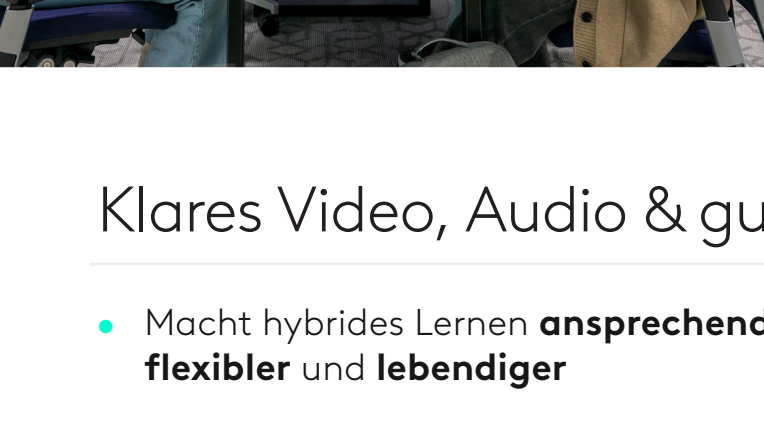 Klares Video, Audio & gu
Macht hybrides Lernen ansprechend
flexibler und lebendiger